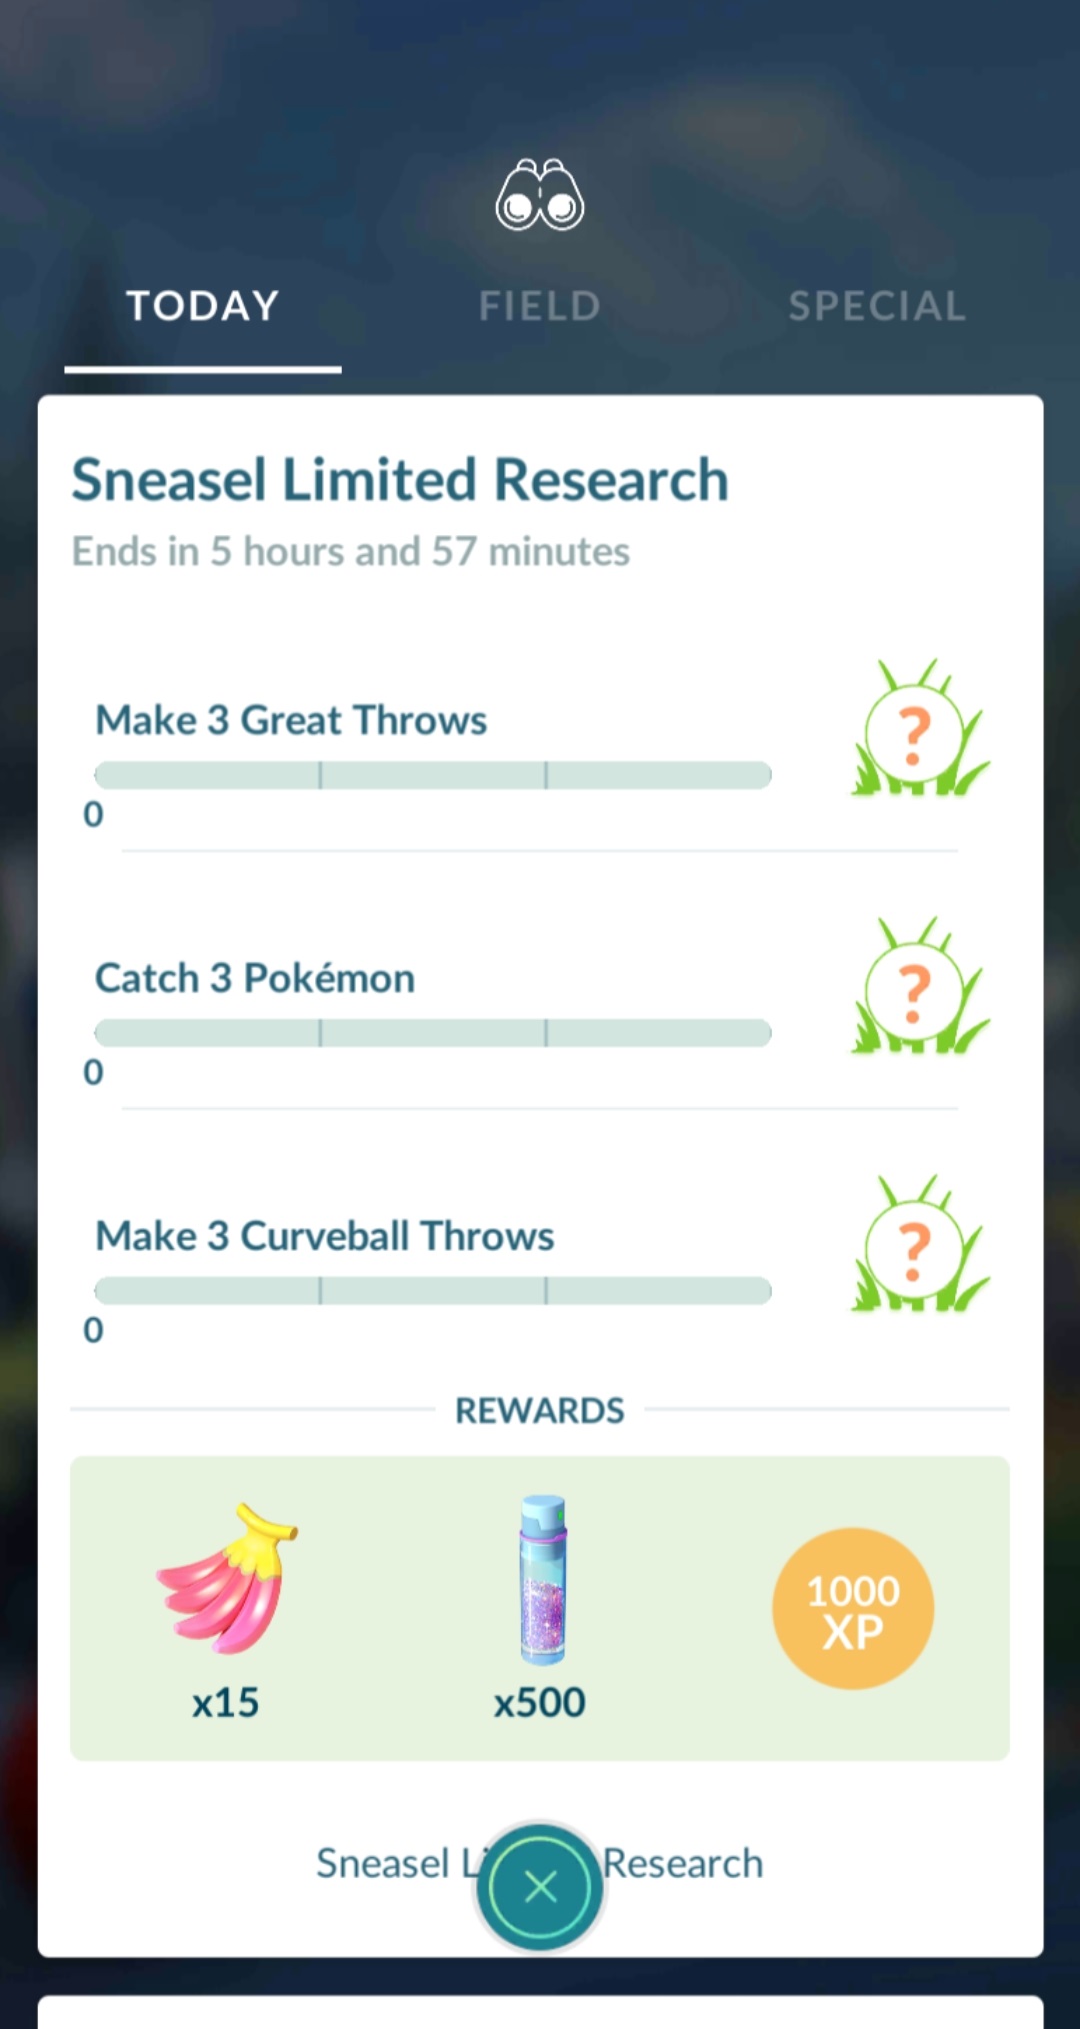 TODAY FIELD SPECIAL
Sneasel Limited Research
Ends in 5 hours and 57 minutes
Make 3 Great Throws
?
0
Catch 3 Pokémon
?
0
Make 3 Curveball Throws
?
0
REWARDS
1000
XP
x15 x500
Sneasel Li Research